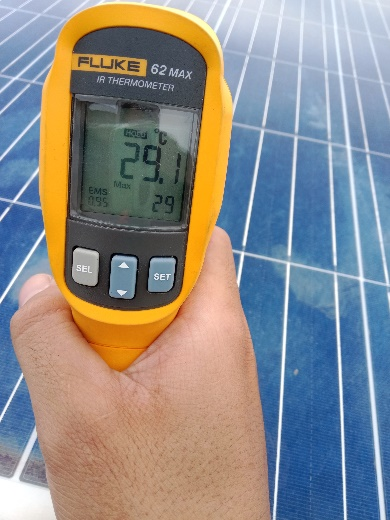 FLUKE 62 MAX
IR THERMOMETER
HOLD °C
29.1
Max
EMS
0.95 29
SEL SET